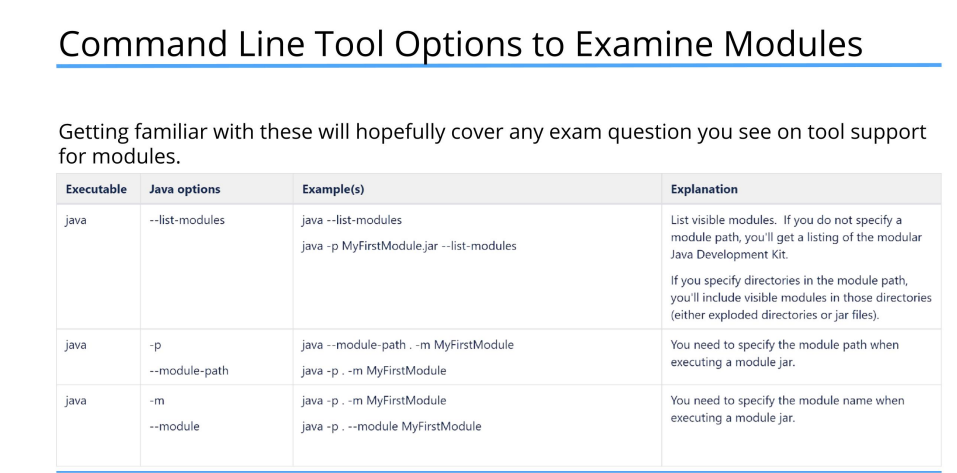 Command Line Tool Options to Examine Modules
Getting familiar with these will hopefully cover any exam question you see on tool support
for modules.
Executable Java options Example(s) Explanation
java --list-modules java --list-modules List visible modules.  If you do not specify a
module path, you'll get a listing of the modular
java -p MyFirstModule.jar --list-modules
Java Development Kit.
If you specify directories in the module path,
you'll include visible modules in those directories
(either exploded directories or jar files).
java -p java --module-path . -m MyFirstModule You need to specify the module path when
executing a module jar.
--module-path java -p . -m MyFirstModule
java -m java -p . -m MyFirstModule You need to specify the module name when
executing a module jar.
--module java -p . --module MyFirstModule